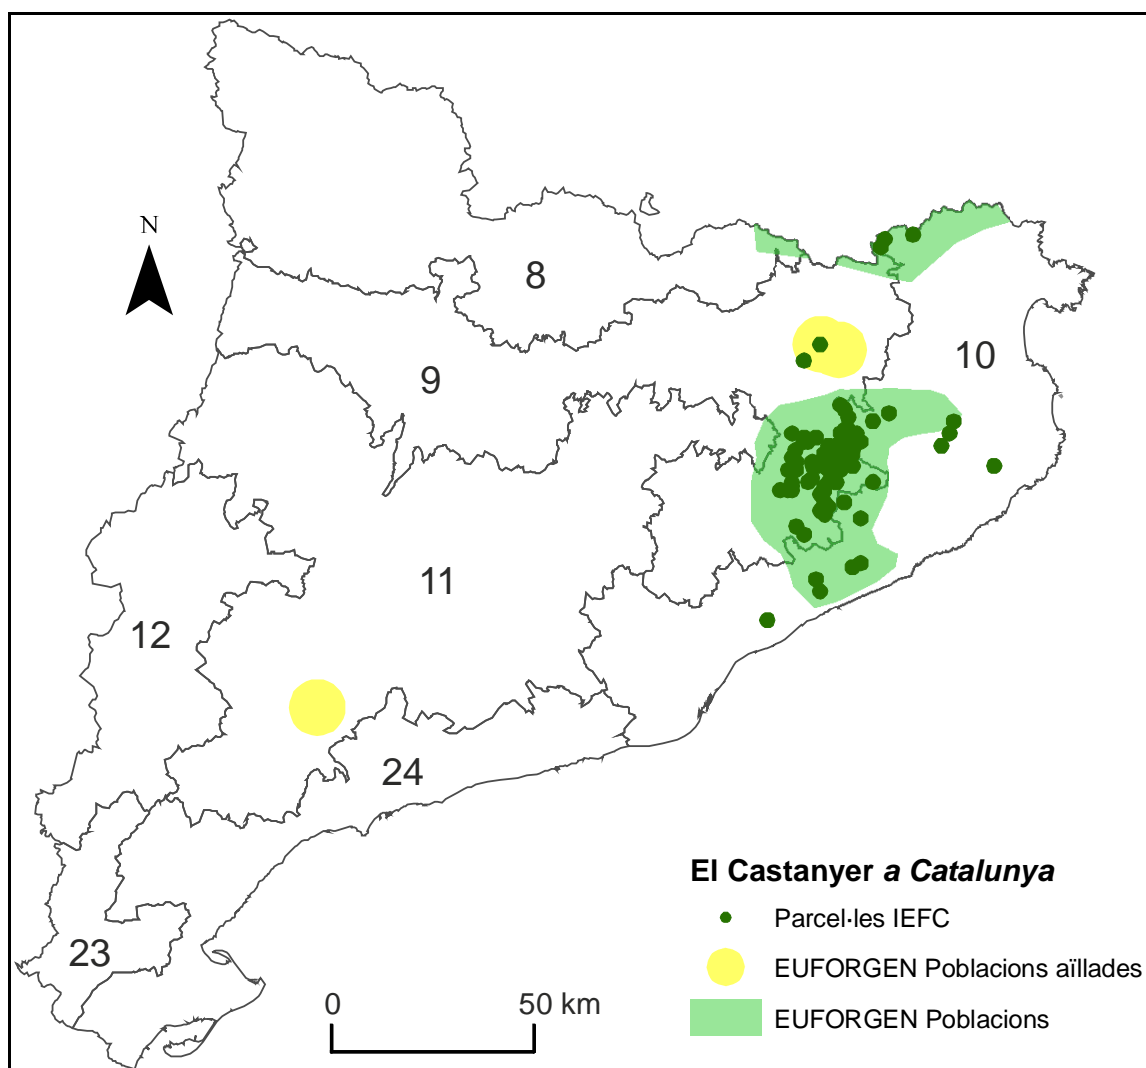 N
8
10
9
11
12
24
23
El Castanyer a Catalunya
Parcel·les IEFC
EUFORGEN Poblacions aïllades
EUFORGEN Poblacions
0 50 km